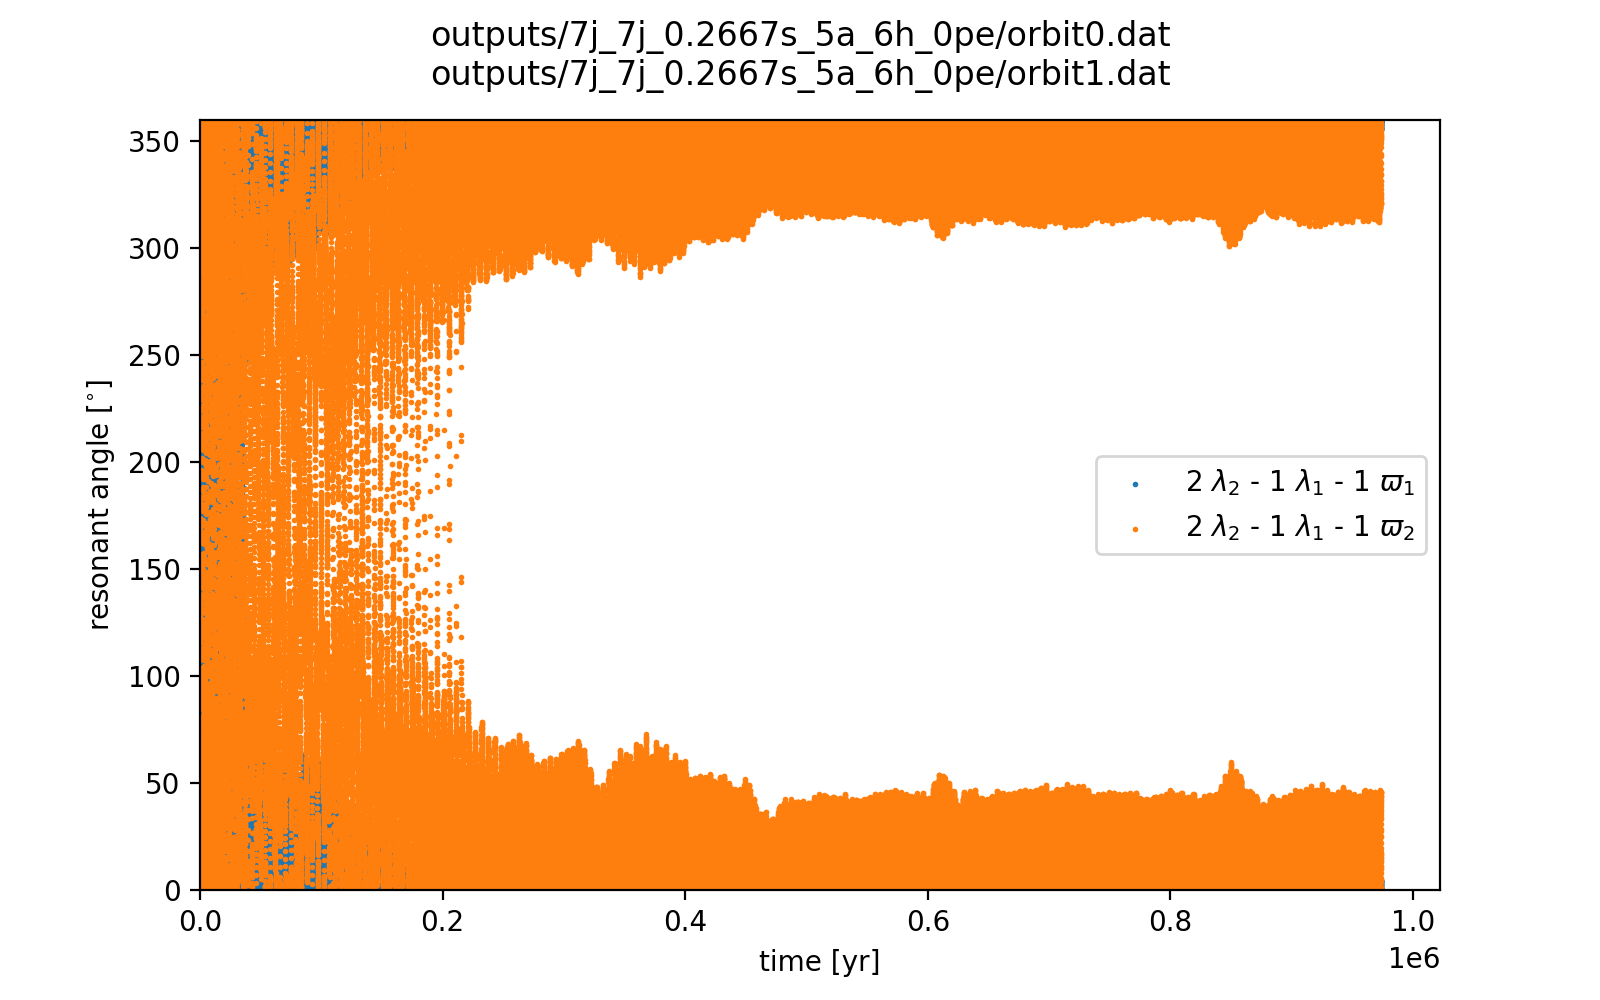 outputs/7j_7j_0.2667s_5a_6h_0pe/orbit0.dat
outputs/7j_7j_0.2667s_5a_6h_0pe/orbit1.dat
350
300
250
200
150
100
50
0
resonant angle [°]
2 λ₂ - 1 λ₁ - 1 ϖ₁
2 λ₂ - 1 λ₁ - 1 ϖ₂
0.0 0.2 0.4 0.6 0.8 1.0
1e6
time [yr]